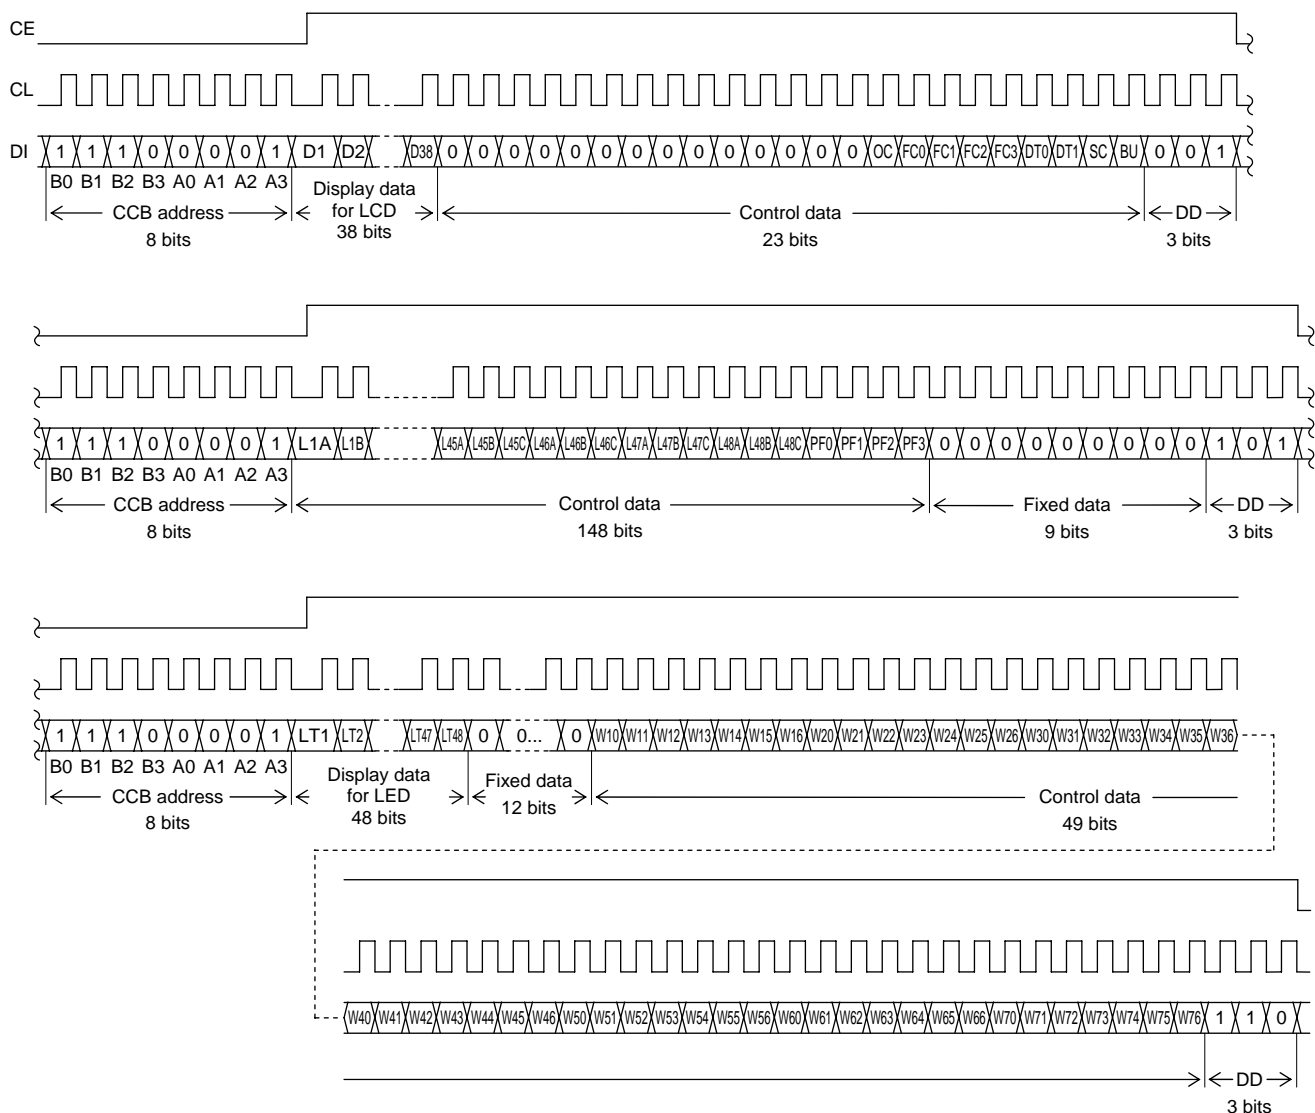 CE
CL
DI 1 1 1 0 0 0 0 1 D1 D2 D38 0 0 0 0 0 0 0 0 0 0 0 0 0 0 OC FC0 FC1 FC2 FC3 DT0 DT1 SC BU 0 0 1
B0 B1 B2 B3 A0 A1 A2 A3
CCB address
8 bits
Display data
for LCD
38 bits
Control data
23 bits
DD
3 bits
1 1 1 0 0 0 0 1 L1A L1B L45A L45B L45C L46A L46B L46C L47A L47B L47C L48A L48B L48C PF0 PF1 PF2 PF3 0 0 0 0 0 0 0 0 0 1 0 1
B0 B1 B2 B3 A0 A1 A2 A3
CCB address
8 bits
Control data
148 bits
Fixed data
9 bits
DD
3 bits
1 1 1 0 0 0 0 1 LT1 LT2 LT47 LT48 0 0... 0 W10 W11 W12 W13 W14 W15 W16 W20 W21 W22 W23 W24 W25 W26 W30 W31 W32 W33 W34 W35 W36
B0 B1 B2 B3 A0 A1 A2 A3
CCB address
8 bits
Display data
for LED
48 bits
Fixed data
12 bits
Control data
49 bits
W40 W41 W42 W43 W44 W45 W46 W50 W51 W52 W53 W54 W55 W56 W60 W61 W62 W63 W64 W65 W66 W70 W71 W72 W73 W74 W75 W76 1 1 0
DD
3 bits